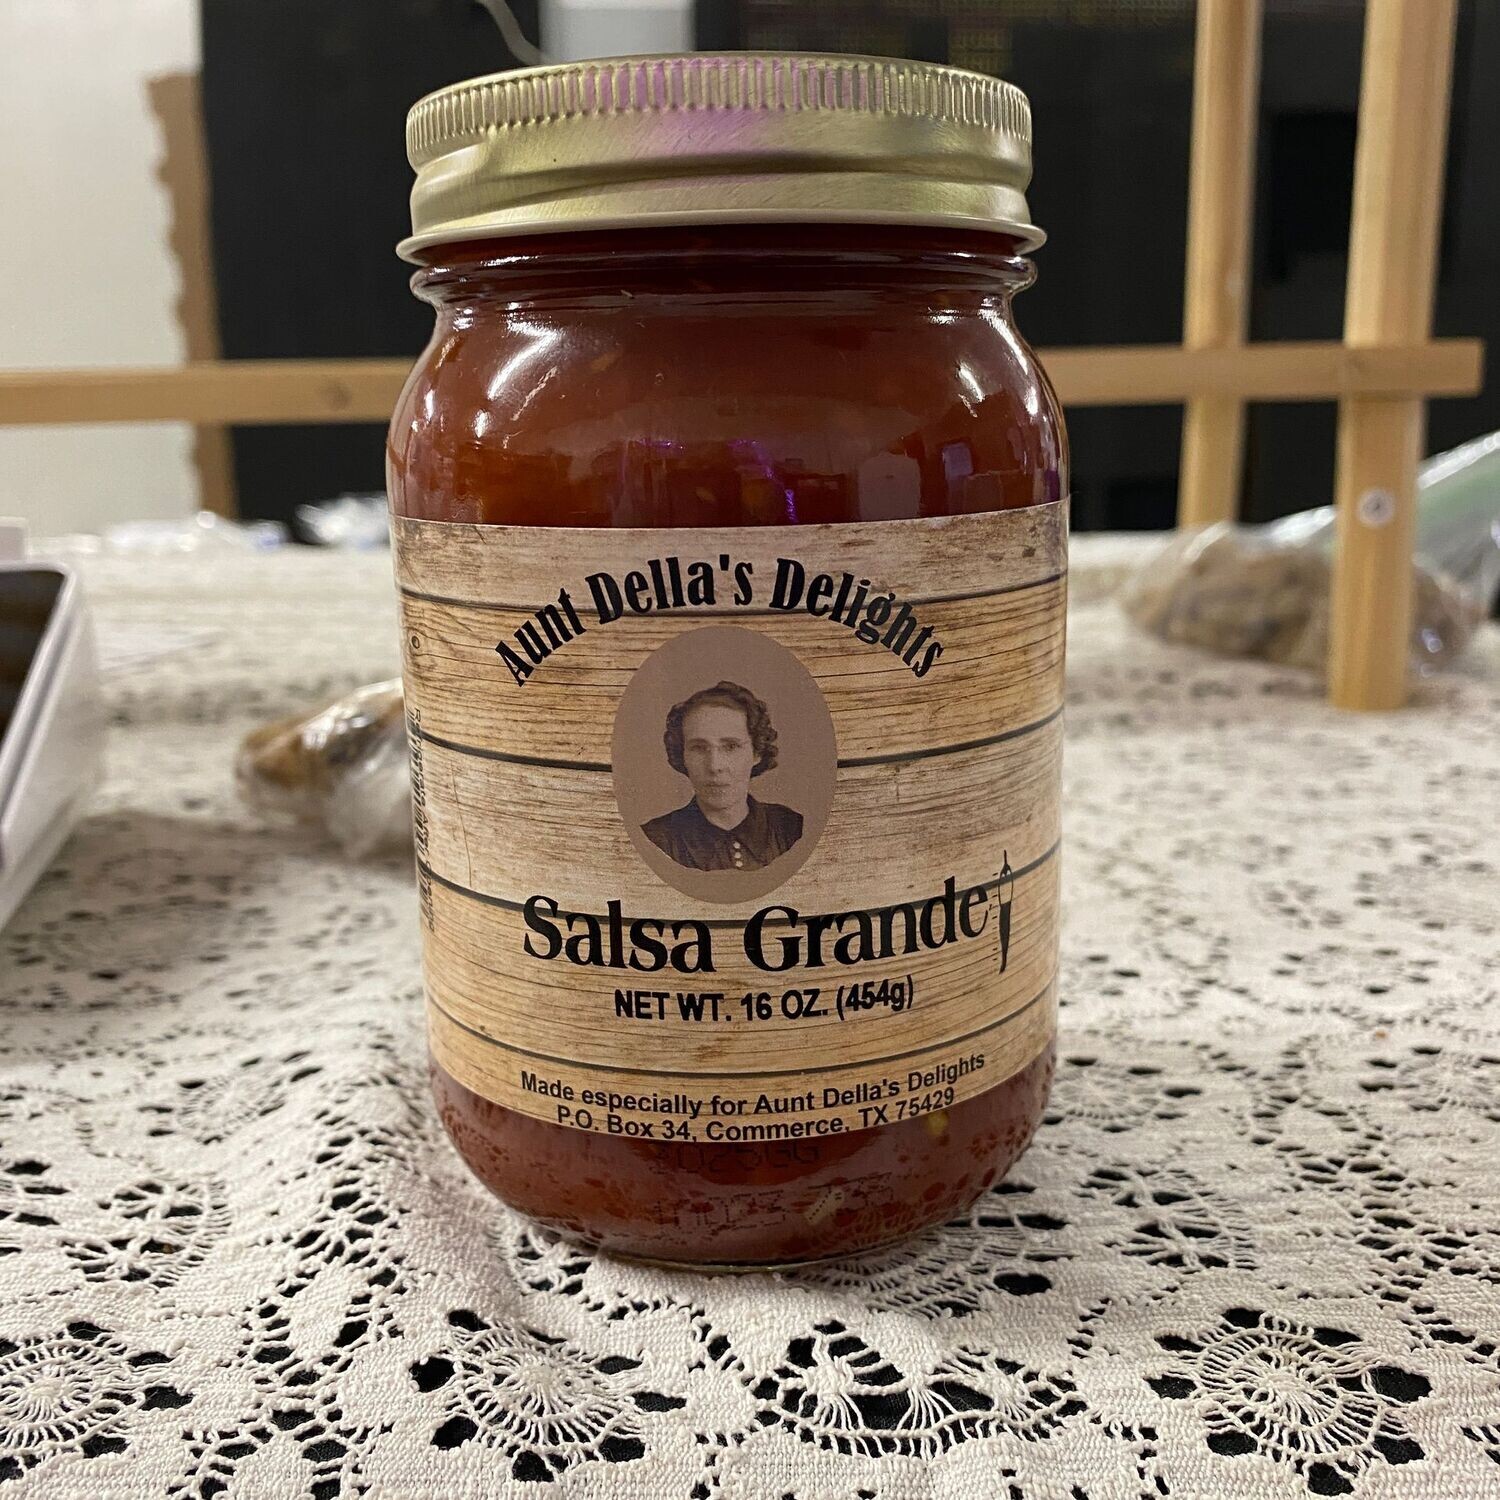 Aunt Della's Delights
Salsa Grande
NET WT. 16 OZ. (454g)
Made especially for Aunt Della's Delights
P.O. Box 34, Commerce, TX 75429